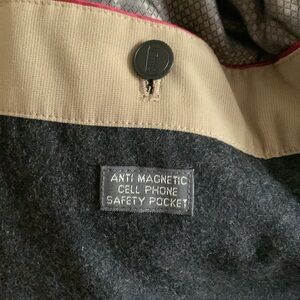 ANTI MAGNETIC
CELL PHONE
SAFETY POCKET